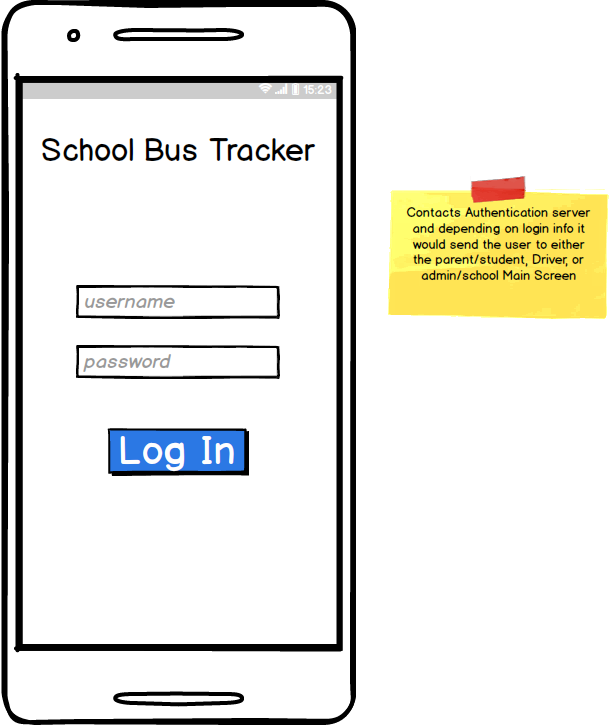 15:23
School Bus Tracker
Contacts Authentication server
and depending on login info it
would send the user to either
the parent/student, Driver, or
admin/school Main Screen
username
password
Log In